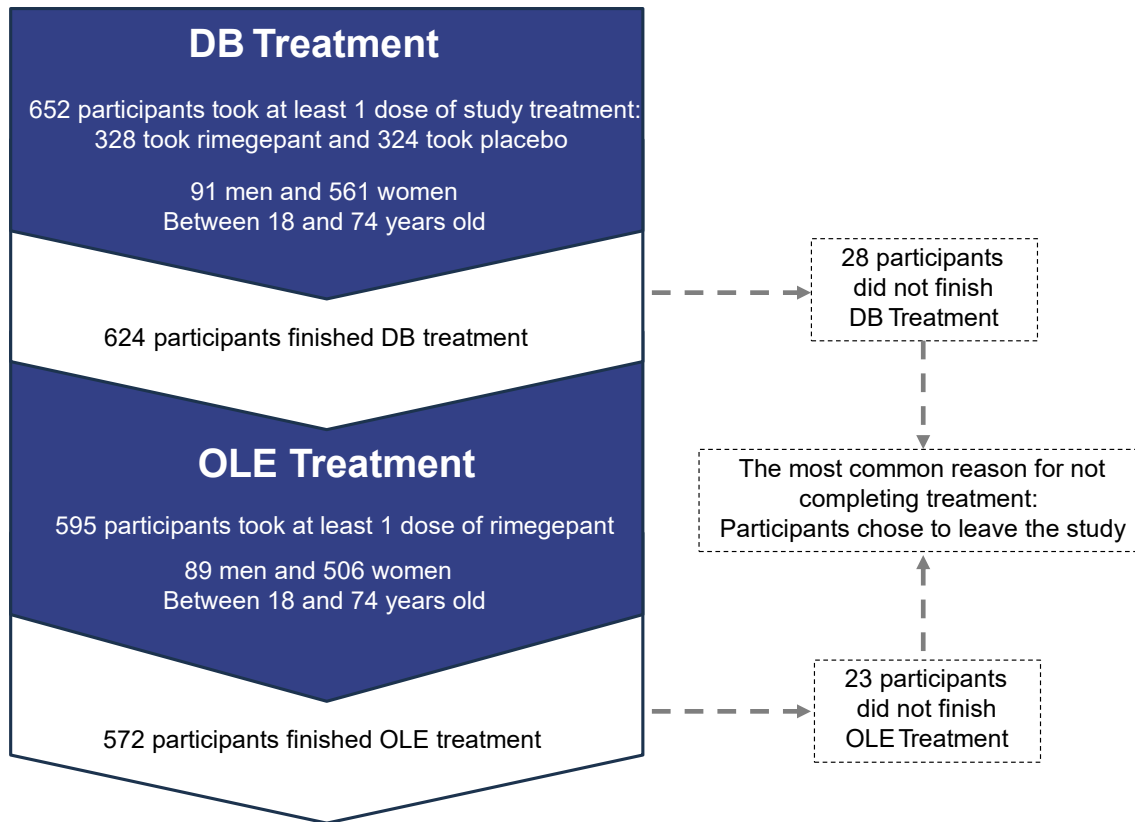 DB Treatment
652 participants took at least 1 dose of study treatment:
328 took rimegepant and 324 took placebo
91 men and 561 women
Between 18 and 74 years old
624 participants finished DB treatment
28 participants
did not finish
DB Treatment
OLE Treatment
595 participants took at least 1 dose of rimegepant
89 men and 506 women
Between 18 and 74 years old
The most common reason for not
completing treatment:
Participants chose to leave the study
572 participants finished OLE treatment
23 participants
did not finish
OLE Treatment